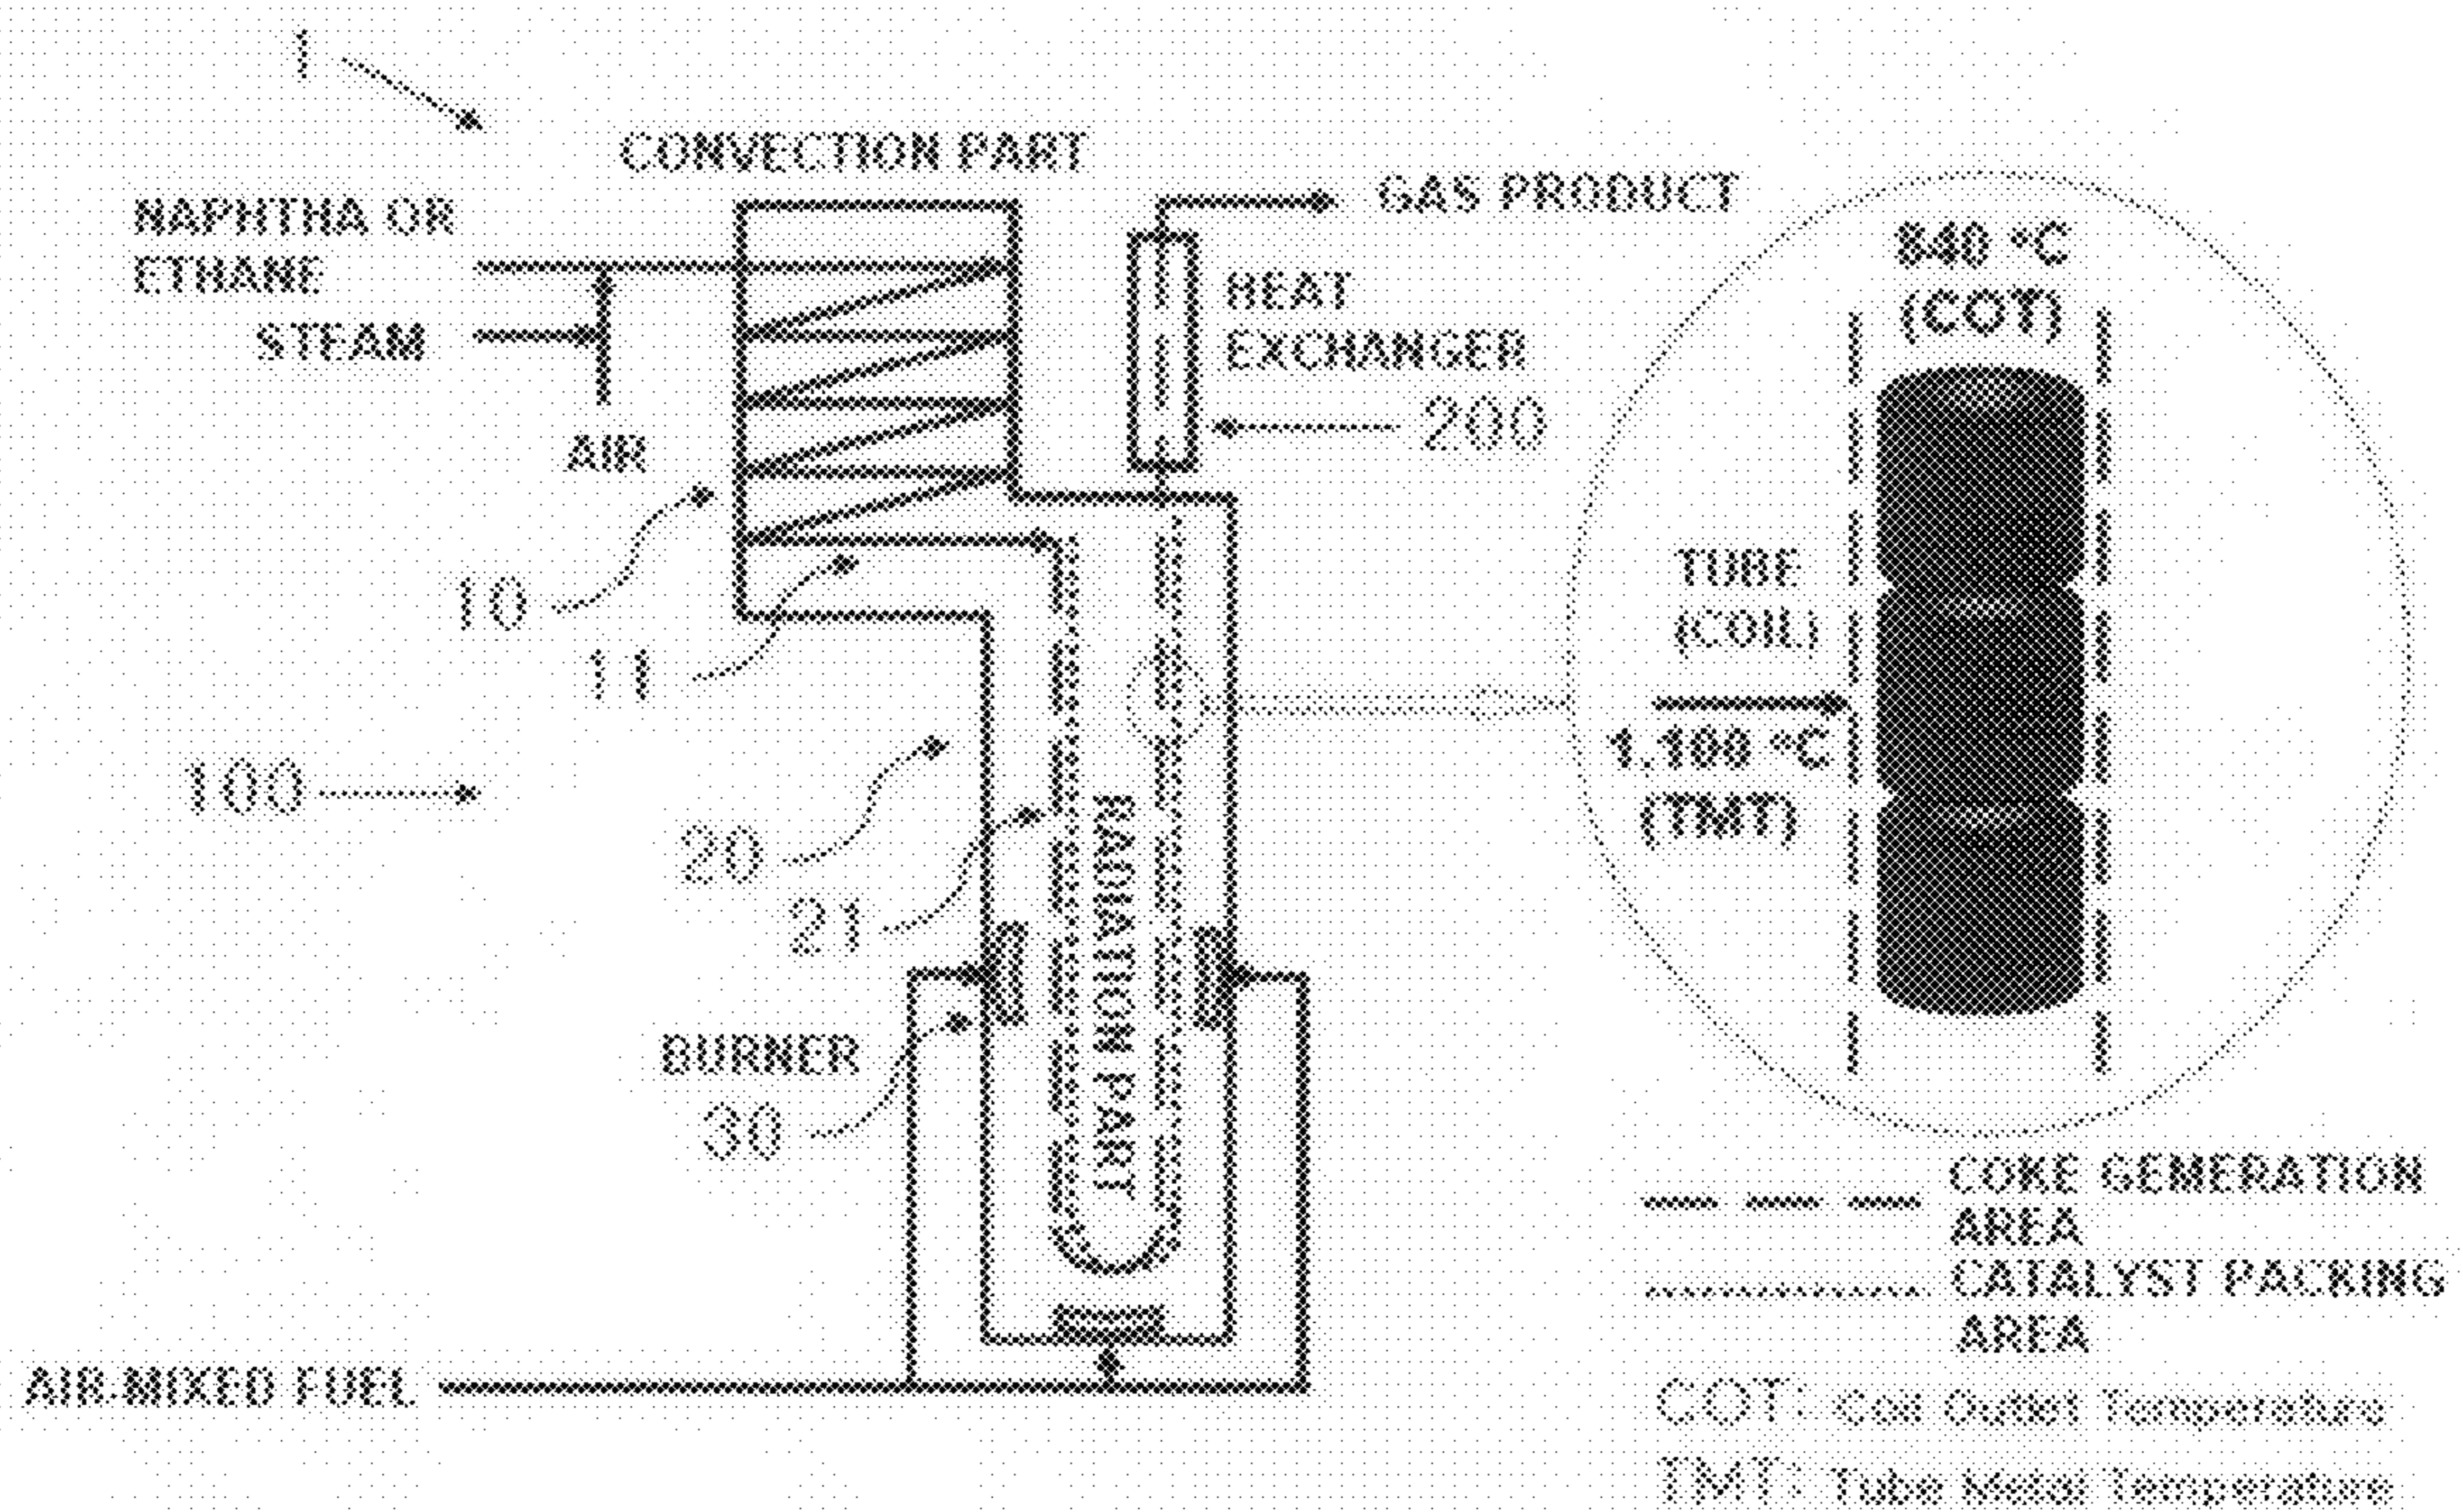 1
CONVECTION PART
NAPHTHA OR
ETHANE
STEAM
AIR
GAS PRODUCT
HEAT
EXCHANGER
200
10
11
100
20
21
RADIATION PART
BURNER
30
AIR-MIXED FUEL
840 °C
(COT)
TUBE
(COIL)
1,100 °C
(TMT)
COKE GEMERATION
AREA
CATALYST PACKING
AREA
COT: Coil Outlet Temperature
TMT: Tube Metal Temperature